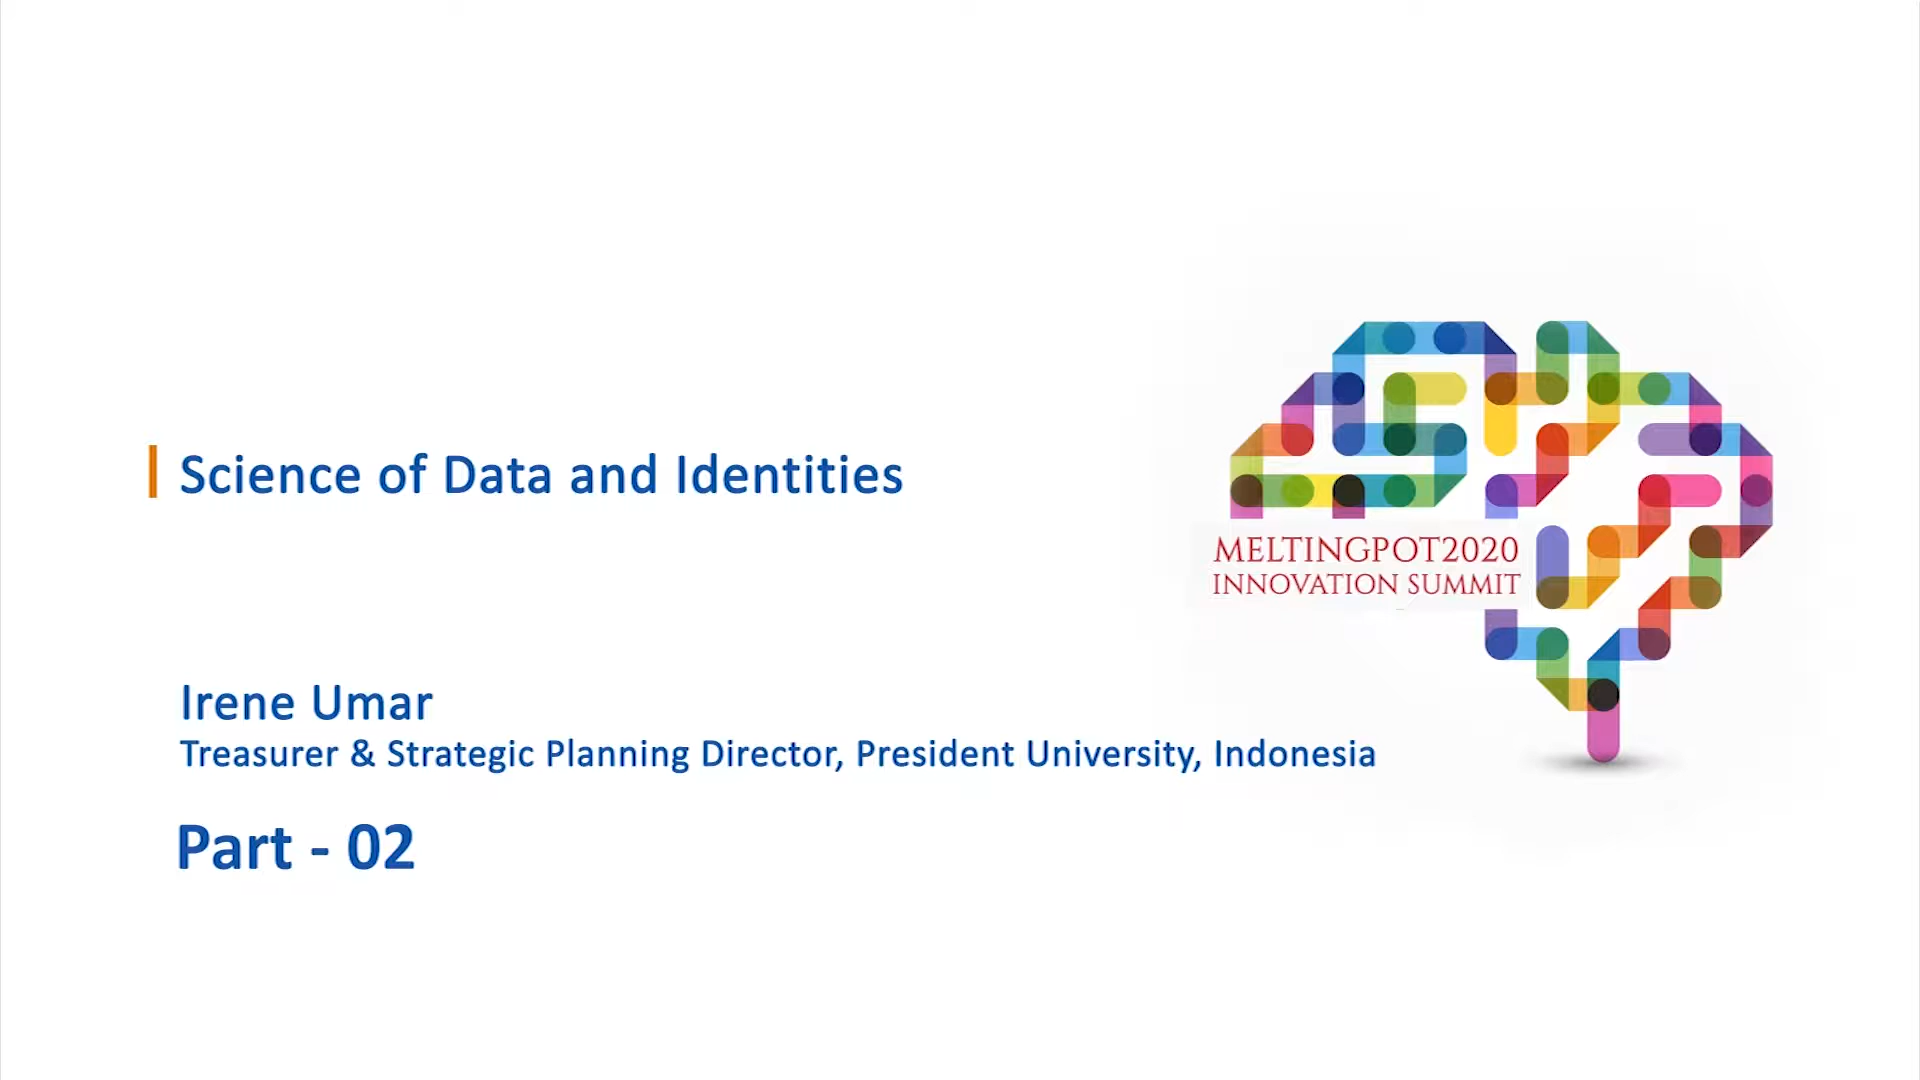 Science of Data and Identities
MELTINGPOT2020
INNOVATION SUMMIT
Irene Umar
Treasurer & Strategic Planning Director, President University, Indonesia
Part - 02